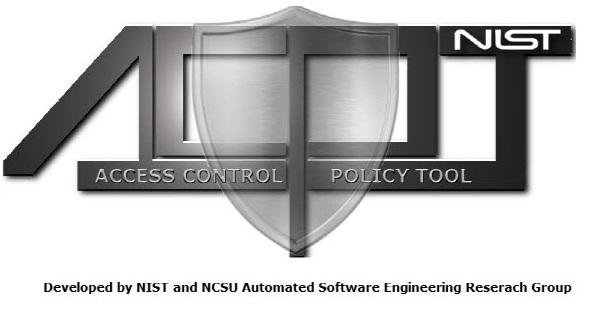 ACPT
NIST
ACCESS CONTROL POLICY TOOL
Developed by NIST and NCSU Automated Software Engineering Reserach Group